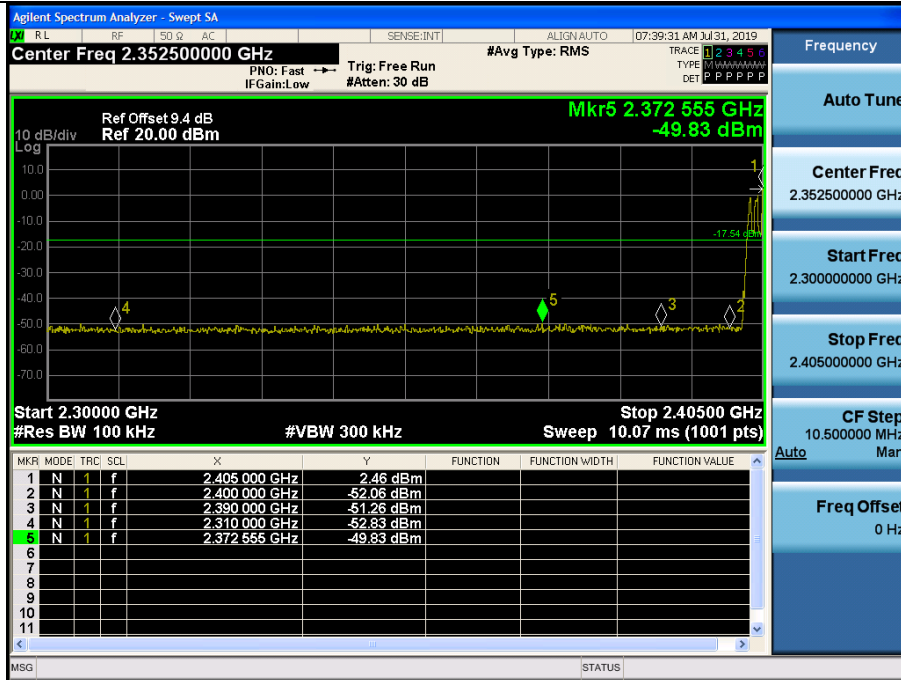 Agilent Spectrum Analyzer - Swept SA
LXI RL RF 50 Ω AC SENSE:INT ALIGN AUTO 07:39:31 AM Jul 31, 2019
Center Freq 2.352500000 GHz #Avg Type: RMS TRACE 1 2 3 4 5 6
PNO: Fast Trig: Free Run TYPE M W W W W W
IFGain:Low #Atten: 30 dB DET P P P P P P
Mkr5 2.372 555 GHz
-49.83 dBm
Ref Offset 9.4 dB
10 dB/div Ref 20.00 dBm
Log
10.0
0.00
-10.0
-20.0
-30.0
-40.0
-50.0
-60.0
-70.0
1
-17.54 dBm
4
5
3
2
Start 2.30000 GHz Stop 2.40500 GHz
#Res BW 100 kHz #VBW 300 kHz Sweep 10.07 ms (1001 pts)
MKR MODE TRC SCL X Y FUNCTION FUNCTION WIDTH FUNCTION VALUE
1 N 1 f 2.405 000 GHz 2.46 dBm
2 N 1 f 2.400 000 GHz -52.06 dBm
3 N 1 f 2.390 000 GHz -51.26 dBm
4 N 1 f 2.310 000 GHz -52.83 dBm
5 N 1 f 2.372 555 GHz -49.83 dBm
6
7
8
9
10
11
MSG STATUS
Frequency
Auto Tune
Center Freq
2.352500000 GHz
Start Freq
2.300000000 GHz
Stop Freq
2.405000000 GHz
CF Step
10.500000 MHz
Auto Man
Freq Offset
0 Hz